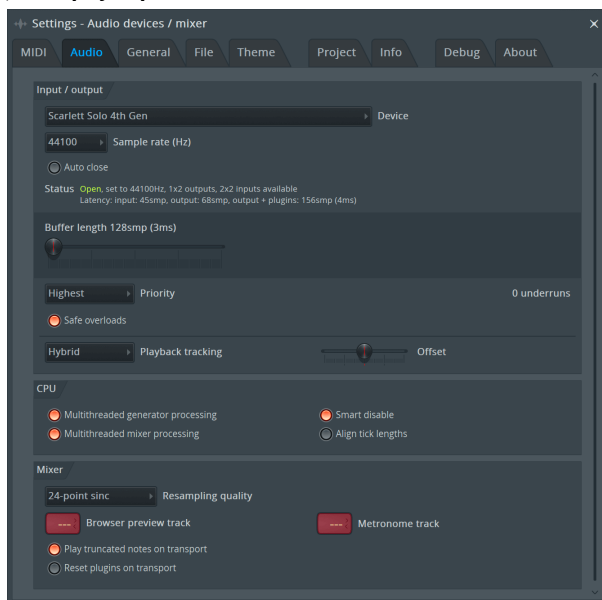 Settings - Audio devices / mixer
MIDI Audio General File Theme Project Info Debug About
Input / output
Scarlett Solo 4th Gen Device
44100 Sample rate (Hz)
Auto close
Status Open, set to 44100Hz, 1x2 outputs, 2x2 inputs available
Latency: input: 45smp, output: 68smp, output + plugins: 156smp (4ms)
Buffer length 128smp (3ms)
Highest Priority 0 underruns
Safe overloads
Hybrid Playback tracking Offset
CPU
Multithreaded generator processing Smart disable
Multithreaded mixer processing Align tick lengths
Mixer
24-point sinc Resampling quality
--- Browser preview track --- Metronome track
Play truncated notes on transport
Reset plugins on transport